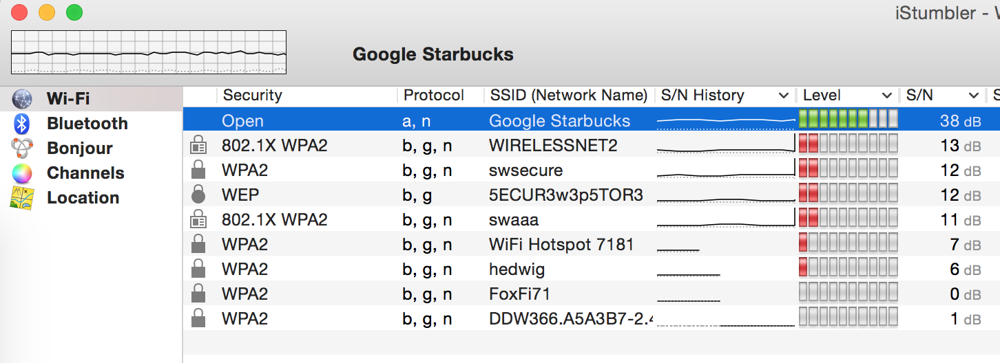 iStumbler -
Google Starbucks
Wi-Fi
Bluetooth
Bonjour
Channels
Location
Security Protocol SSID (Network Name) S/N History Level S/N S
Open a, n Google Starbucks 38 dB
802.1X WPA2 b, g, n WIRELESSNET2 13 dB
WPA2 b, g, n swsecure 12 dB
WEP b, g 5ECUR3w3p5TOR3 12 dB
802.1X WPA2 b, g, n swaaa 11 dB
WPA2 b, g, n WiFi Hotspot 7181 7 dB
WPA2 b, g, n hedwig 6 dB
WPA2 b, g, n FoxFi71 0 dB
WPA2 b, g, n DDW366.A5A3B7-2.4 1 dB